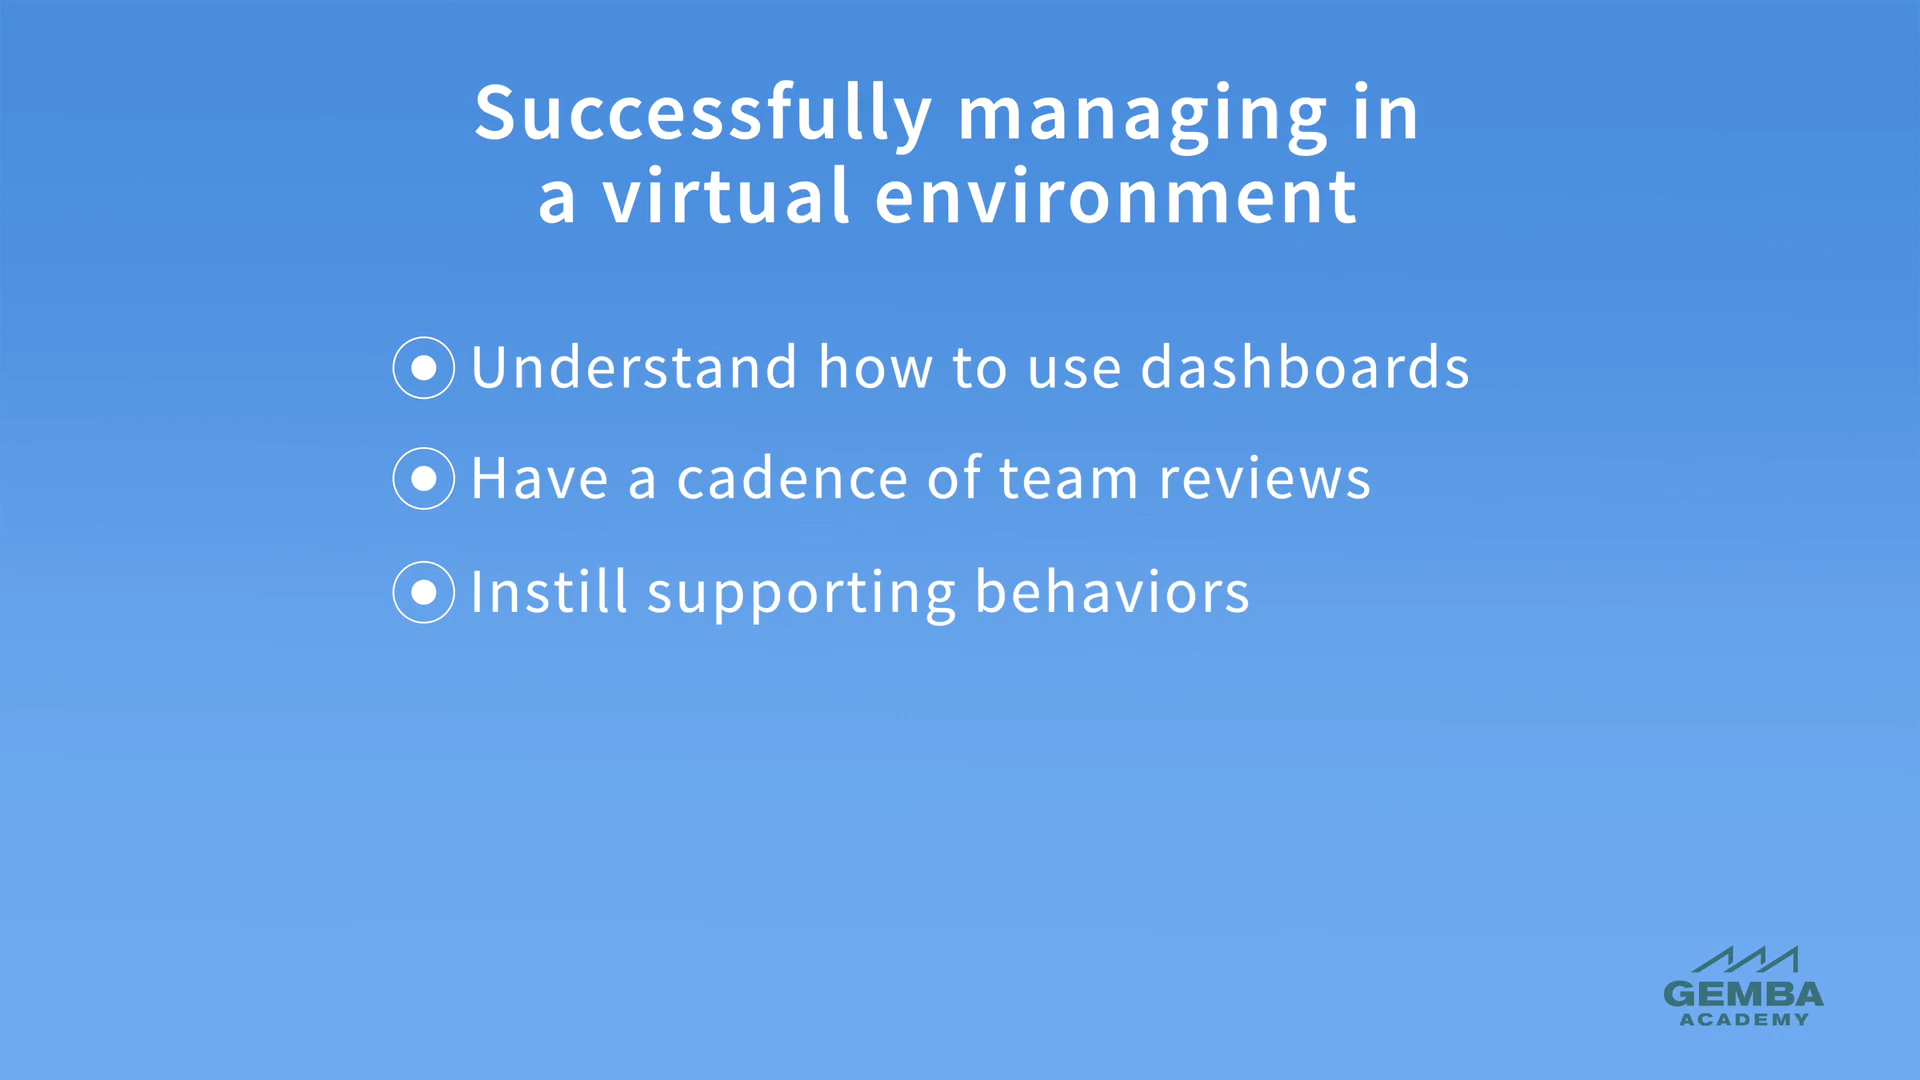 Successfully managing in
a virtual environment
Understand how to use dashboards
Have a cadence of team reviews
Instill supporting behaviors
GEMBA
ACADEMY